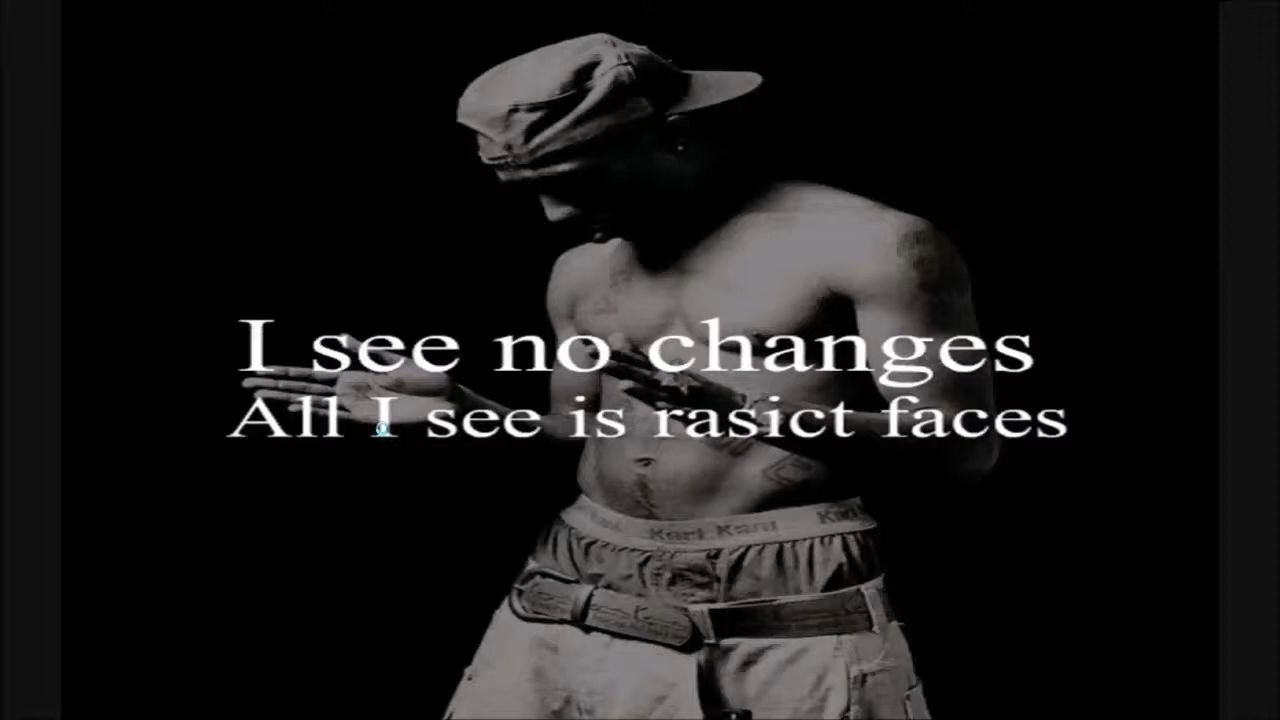 I see no changes
All I see is rasict faces
Karl Kani